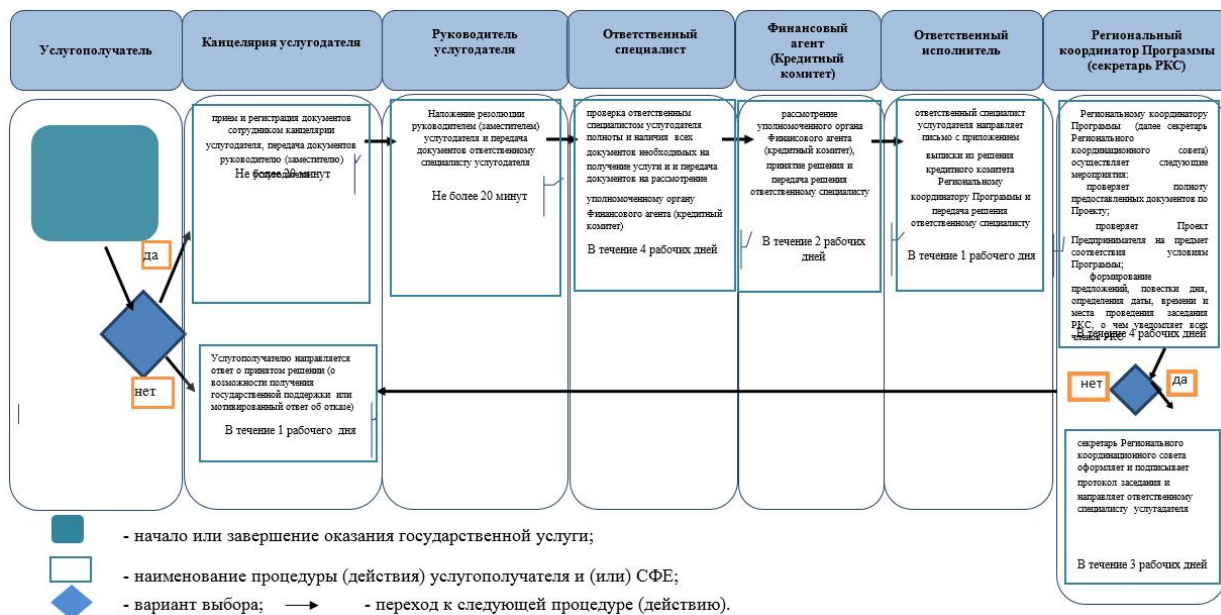 Услугополучатель
Канцелярия услугодателя
Руководитель
услугодателя
Ответственный
специалист
Финансовый
агент
(Кредитный
комитет)
Ответственный
исполнитель
Региональный
координатор Программы
(секретарь РКС)
да
нет
прием и регистрация документов
сотрудником канцелярии
услугодателя, передача документов
руководителю (заместителю)
Не более 20 минут
Услугополучателю направляется
ответ о принятом решении (о
возможности получения
государственной поддержки или
мотивированный ответ об отказе)
В течение 1 рабочего дня
Наложение резолюции
руководителем (заместителем)
услугодателя и передача
документов ответственному
специалисту услугодателя
Не более 20 минут
проверка ответственным
специалистом услугодателя
полноты и наличия всех
документов необходимых на
получение услуги и и передача
документы на рассмотрение
уполномоченному органу
Финансового агента (кредитный
комитет)
В течение 4 рабочих дней
рассмотрение
уполномоченного органа
Финансового агента
(кредитный комитет),
принятие решения и
передача решения
ответственному специалисту
В течение 2 рабочих
дней
ответственный специалист
услугодателя направляет
письмо с приложением
выписки из решения
кредитного комитета
Региональному
координатору Программы и
передача решения
ответственному специалисту
В течение 1 рабочего дня
Региональному координатору
Программы (далее секретарь
Регионального
координационного совета)
осуществляет следующие
мероприятия:
проверяет полноту
предоставленных документов по
Проекту;
проверяет Проект
Предпринимателя на предмет
соответствия условиям
Программы;
формирование
предложений, повестки дня,
определения даты, времени и
места проведения заседания
РКС, о чем уведомляет всех
членов РКС
В течение 4 рабочих дней
нет
да
секретарь Регионального
координационного совета
оформляет и подписывает
протокол заседания и
направляет ответственному
специалисту услугадателя
В течение 3 рабочих дней
- начало или завершение оказания государственной услуги;
- наименование процедуры (действия) услугополучателя и (или) СФЕ;
- вариант выбора; - переход к следующей процедуре (действию).